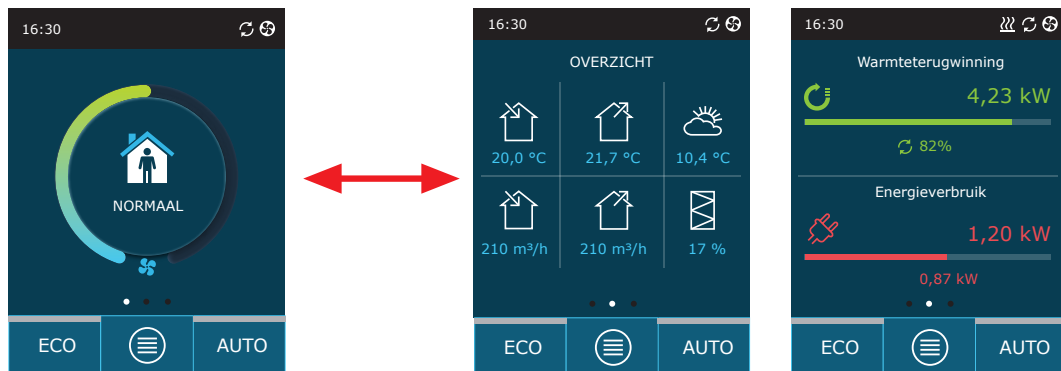 16:30
NORMAAL
ECO
AUTO
16:30
OVERZICHT
20,0 °C
21,7 °C
10,4 °C
210 m³/h
210 m³/h
17 %
ECO
AUTO
16:30
Warmteterugwinning
4,23 kW
82%
Energieverbruik
1,20 kW
0,87 kW
ECO
AUTO